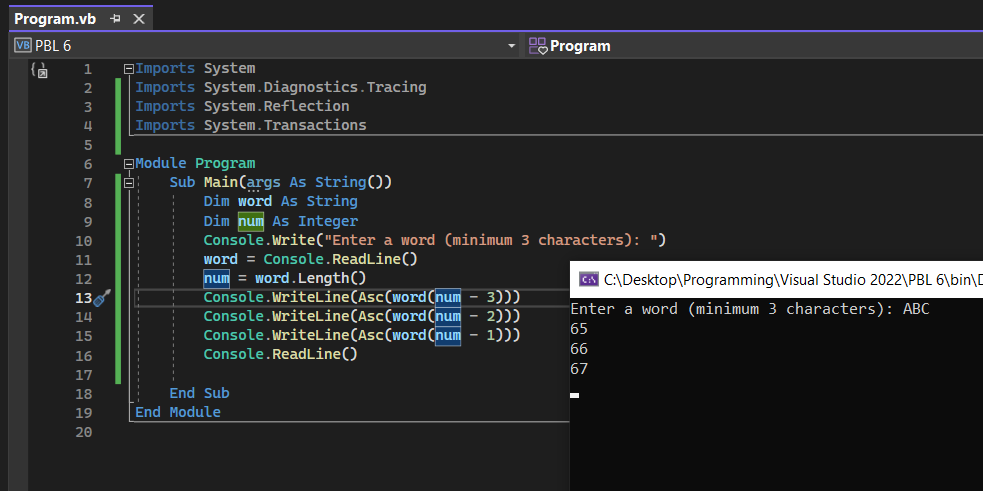 Program.vb
VB PBL 6
Program
1 Imports System
2 Imports System.Diagnostics.Tracing
3 Imports System.Reflection
4 Imports System.Transactions
5
6 Module Program
7 Sub Main(args As String())
8 Dim word As String
9 Dim num As Integer
10 Console.Write("Enter a word (minimum 3 characters): ")
11 word = Console.ReadLine()
12 num = word.Length()
13 Console.WriteLine(Asc(word(num - 3)))
14 Console.WriteLine(Asc(word(num - 2)))
15 Console.WriteLine(Asc(word(num - 1)))
16 Console.ReadLine()
17
18 End Sub
19 End Module
20
C:\Desktop\Programming\Visual Studio 2022\PBL 6\bin\D
Enter a word (minimum 3 characters): ABC
65
66
67